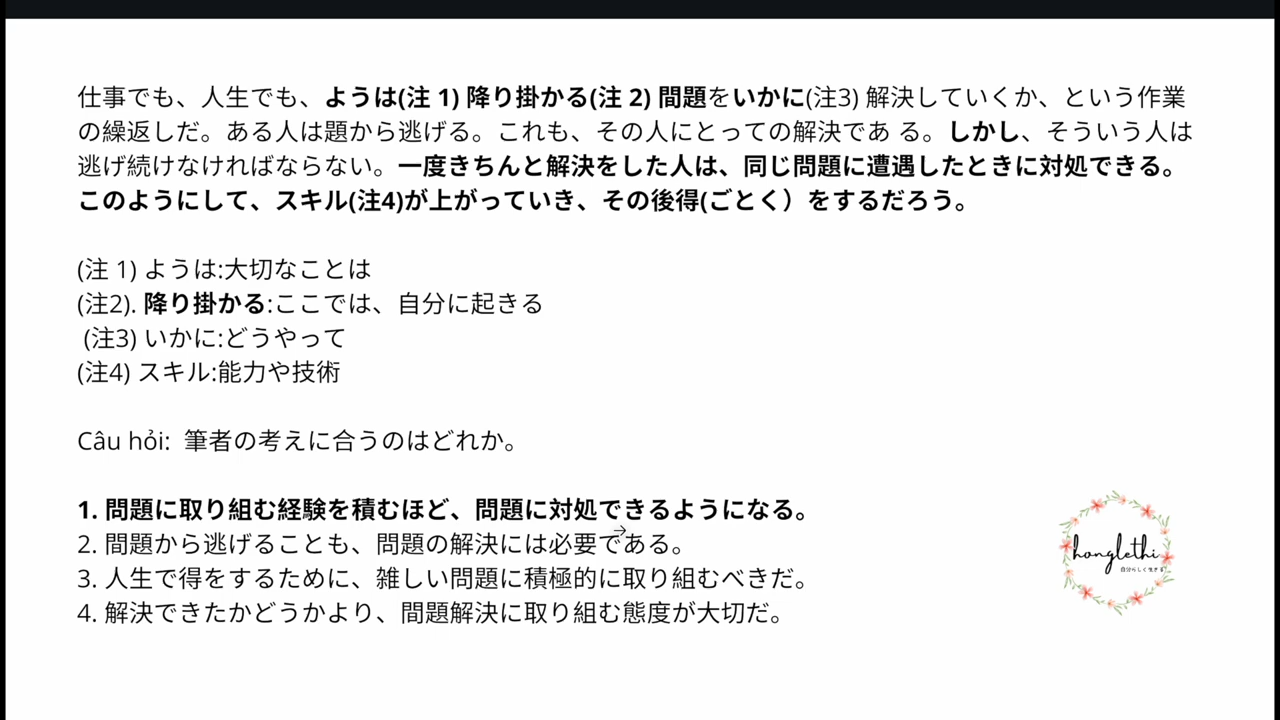 仕事でも、人生でも、ようは(注 1) 降り掛かる(注 2) 間題をいかに(注3) 解決していくか、という作業
の繰返しだ。ある人は題から逃げる。これも、その人にとっての解決であ る。しかし、そういう人は
逃げ続けなければならない。一度きちんと解決をした人は、同じ問題に遭遇したときに対処できる。
このようにして、スキル(注4)が上がっていき、その後得(ごとく）をするだろう。
(注 1) ようは:大切なことは
(注2). 降り掛かる:ここでは、自分に起きる
(注3) いかに:どうやって
(注4) スキル:能力や技術
Câu hỏi: 筆者の考えに合うのはどれか。
1. 問題に取り組む経験を積むほど、問題に対処できるようになる。
2. 間題から逃げることも、問題の解決には必要である。
3. 人生で得をするために、雑しい問題に積極的に取り組むべきだ。
4. 解決できたかどうかより、間題解決に取り組む態度が大切だ。
honglethi
自分らしく生きる